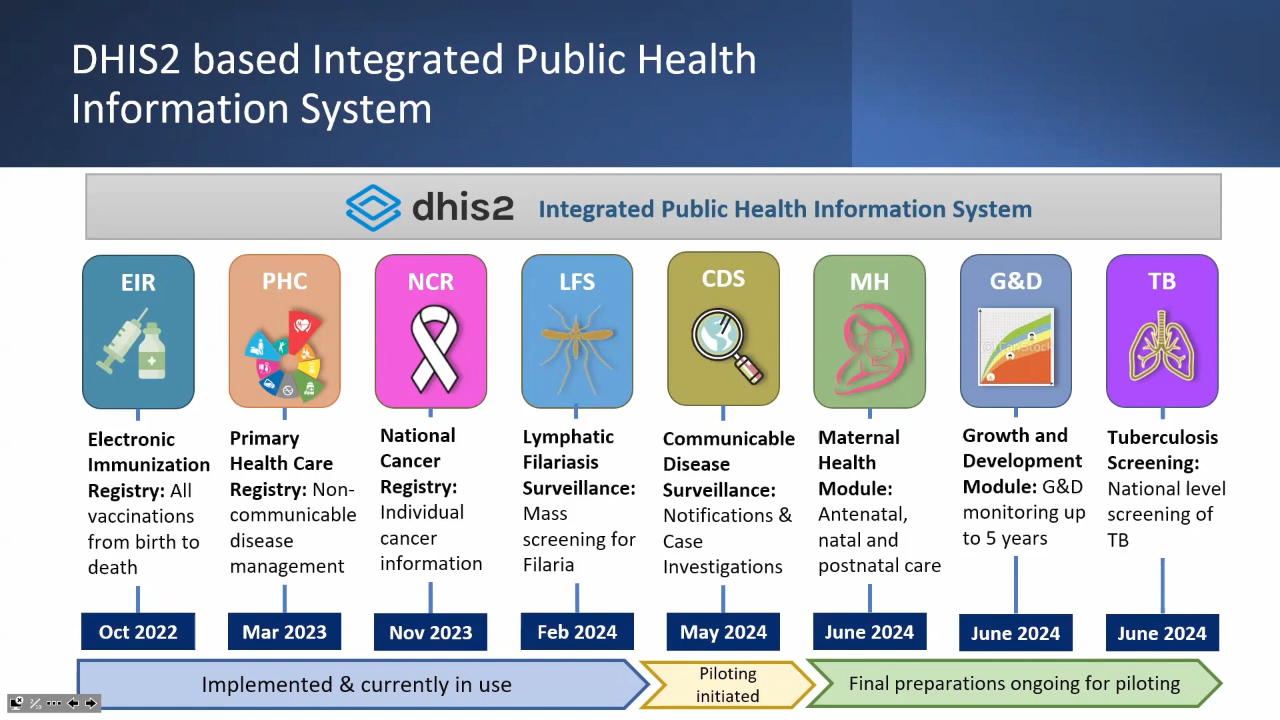 DHIS2 based Integrated Public Health
Information System
dhis2 Integrated Public Health Information System
EIR
PHC
NCR
LFS
CDS
MH
G&D
TB
Electronic
Immunization
Registry: All
vaccinations
from birth to
death
Primary
Health Care
Registry: Non-
communicable
disease
management
National
Cancer
Registry:
Individual
cancer
information
Lymphatic
Filariasis
Surveillance:
Mass
screening for
Filaria
Communicable
Disease
Surveillance:
Notifications &
Case
Investigations
Maternal
Health
Module:
Antenatal,
natal and
postnatal care
Growth and
Development
Module: G&D
monitoring up
to 5 years
Tuberculosis
Screening:
National level
screening of
TB
Oct 2022
Mar 2023
Nov 2023
Feb 2024
May 2024
June 2024
June 2024
June 2024
Implemented & currently in use
Piloting
initiated
Final preparations ongoing for piloting